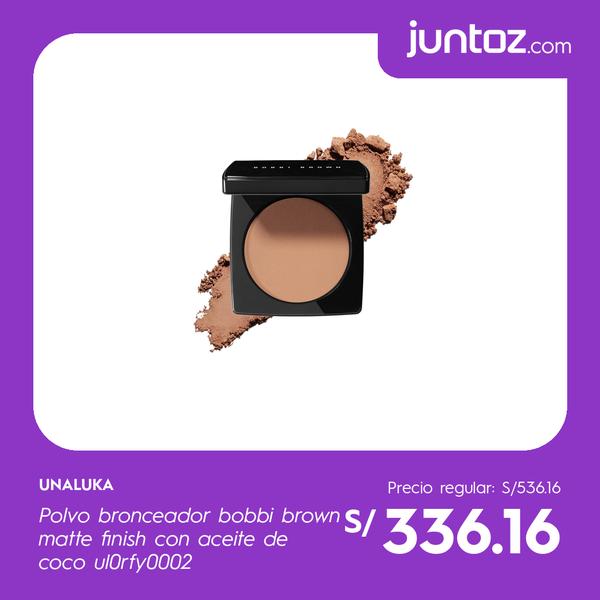 juntoz.com
BOBBI BROWN
UNALUKA
Polvo bronceador bobbi brown
matte finish con aceite de
coco ul0rfy0002
Precio regular: S/536.16
S/ 336.16